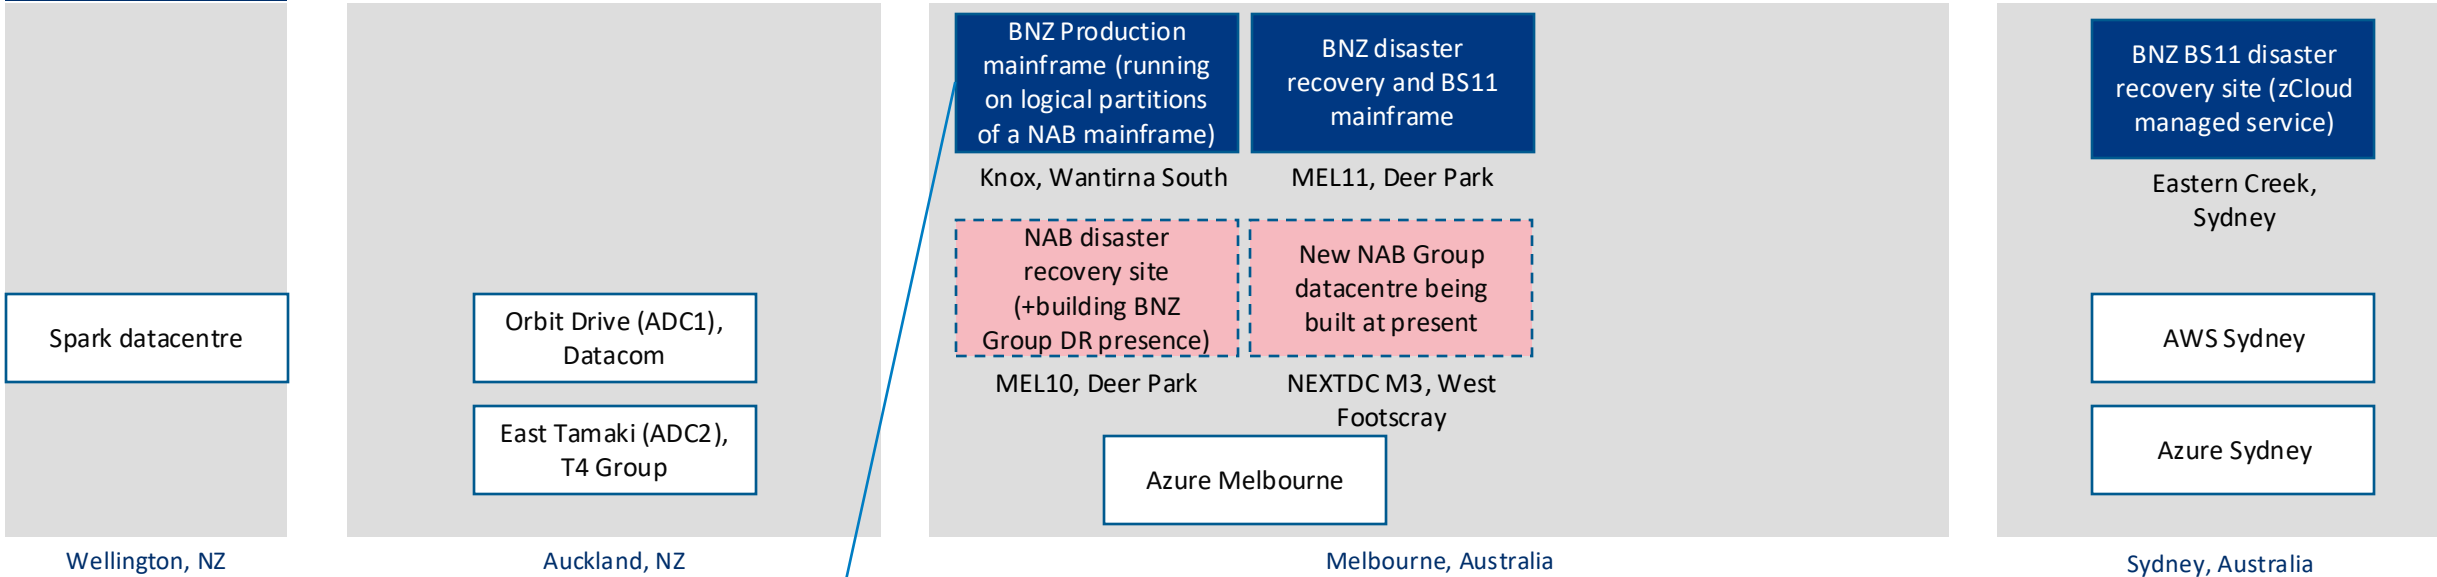 Spark datacentre
Wellington, NZ
Orbit Drive (ADC1),
Datacom
East Tamaki (ADC2),
T4 Group
Auckland, NZ
BNZ Production
mainframe (running
on logical partitions
of a NAB mainframe)
Knox, Wantirna South
BNZ disaster
recovery and BS11
mainframe
MEL11, Deer Park
NAB disaster
recovery site
(+building BNZ
Group DR presence)
MEL10, Deer Park
New NAB Group
datacentre being
built at present
NEXTDC M3, West
Footscray
Azure Melbourne
Melbourne, Australia
BNZ BS11 disaster
recovery site (zCloud
managed service)
Eastern Creek,
Sydney
AWS Sydney
Azure Sydney
Sydney, Australia